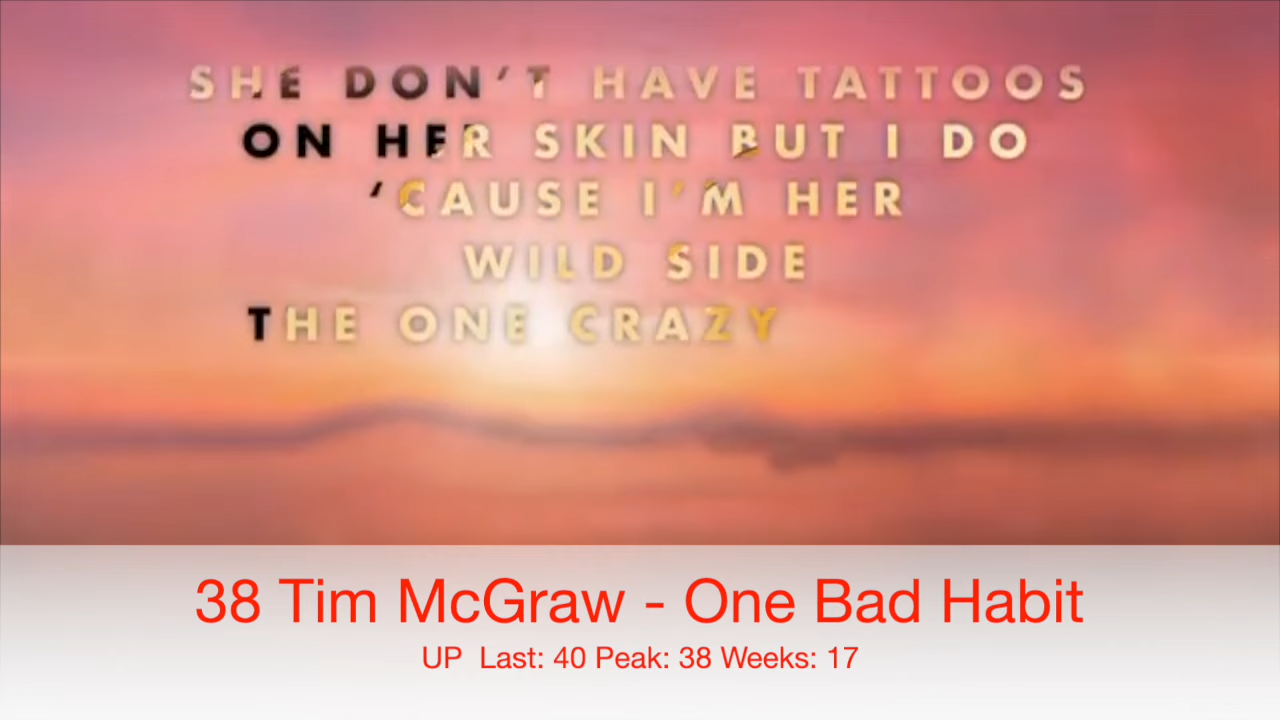 SHE DON'T HAVE TATTOOS
ON HER SKIN BUT I DO
'CAUSE I'M HER
WILD SIDE
THE ONE CRAZY
38 Tim McGraw - One Bad Habit
UP Last: 40 Peak: 38 Weeks: 17